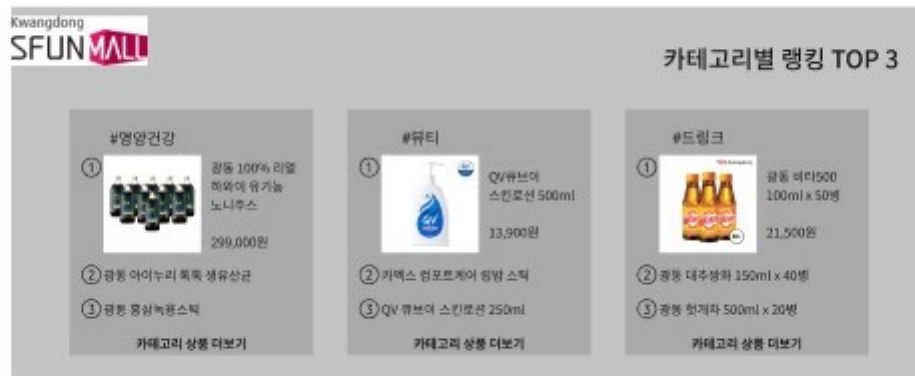 Kwangdong
SFUNMALL
카테고리별 랭킹 TOP 3
#영양건강
①
광동 100% 리얼
하와이 유기농
노니주스
299,000원
② 광동 아이누리 톡톡 생유산균
③ 광동 홍삼녹용스틱
카테고리 상품 더보기
#뷰티
①
QV
QV큐브이
스킨로션 500ml
13,900원
② 카멕스 컴포트케어 립밤 스틱
③ QV 큐브이 스킨로션 250ml
카테고리 상품 더보기
#드링크
①
광동 비타500
100ml x 50병
21,500원
② 광동 대추쌍화 150ml x 40병
③ 광동 헛개차 500ml x 20병
카테고리 상품 더보기